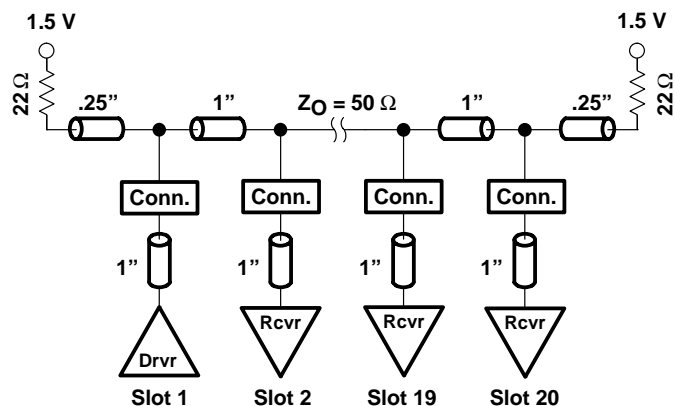 1.5 V
1.5 V
22 Ω
.25”
1”
Z_O = 50 Ω
1”
.25”
22 Ω
Conn.
Conn.
Conn.
Conn.
1”
1”
1”
1”
Drvr
Rcvr
Rcvr
Rcvr
Slot 1
Slot 2
Slot 19
Slot 20